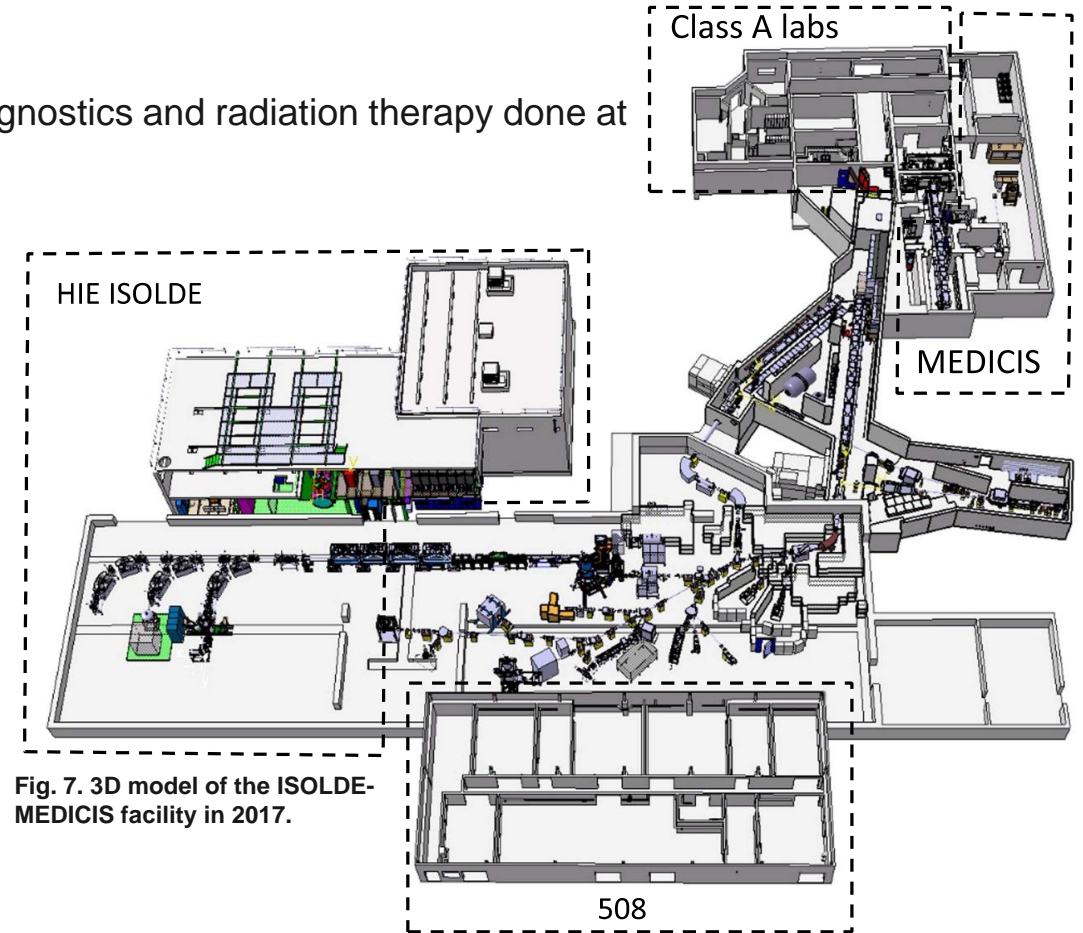 Class A labs
gnostics and radiation therapy done at
HIE ISOLDE
MEDICIS
Fig. 7. 3D model of the ISOLDE-
MEDICIS facility in 2017.
508